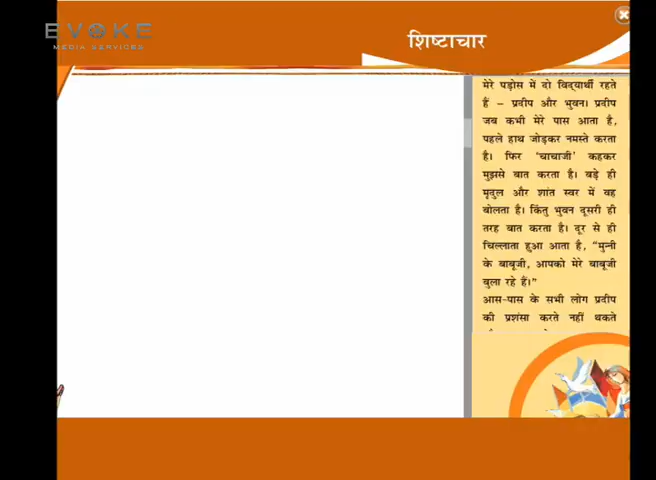 EVOKE
MEDIA SERVICES
शिष्टाचार
मेरे पड़ोस में दो विद्यार्थी रहते
हैं – प्रदीप और भुवन। प्रदीप
जब कभी मेरे पास आता है,
पहले हाथ जोड़कर नमस्ते करता
है। फिर ‘चाचाजी’ कहकर
मुझसे बात करता है। बड़े ही
मृदुल और शांत स्वर में वह
बोलता है। किंतु भुवन दूसरी ही
तरह बात करता है। दूर से ही
चिल्लाता हुआ आता है, “मुन्नी
के बाबूजी, आपको मेरे बाबूजी
बुला रहे हैं।”
आस-पास के सभी लोग प्रदीप
की प्रशंसा करते नहीं थकते